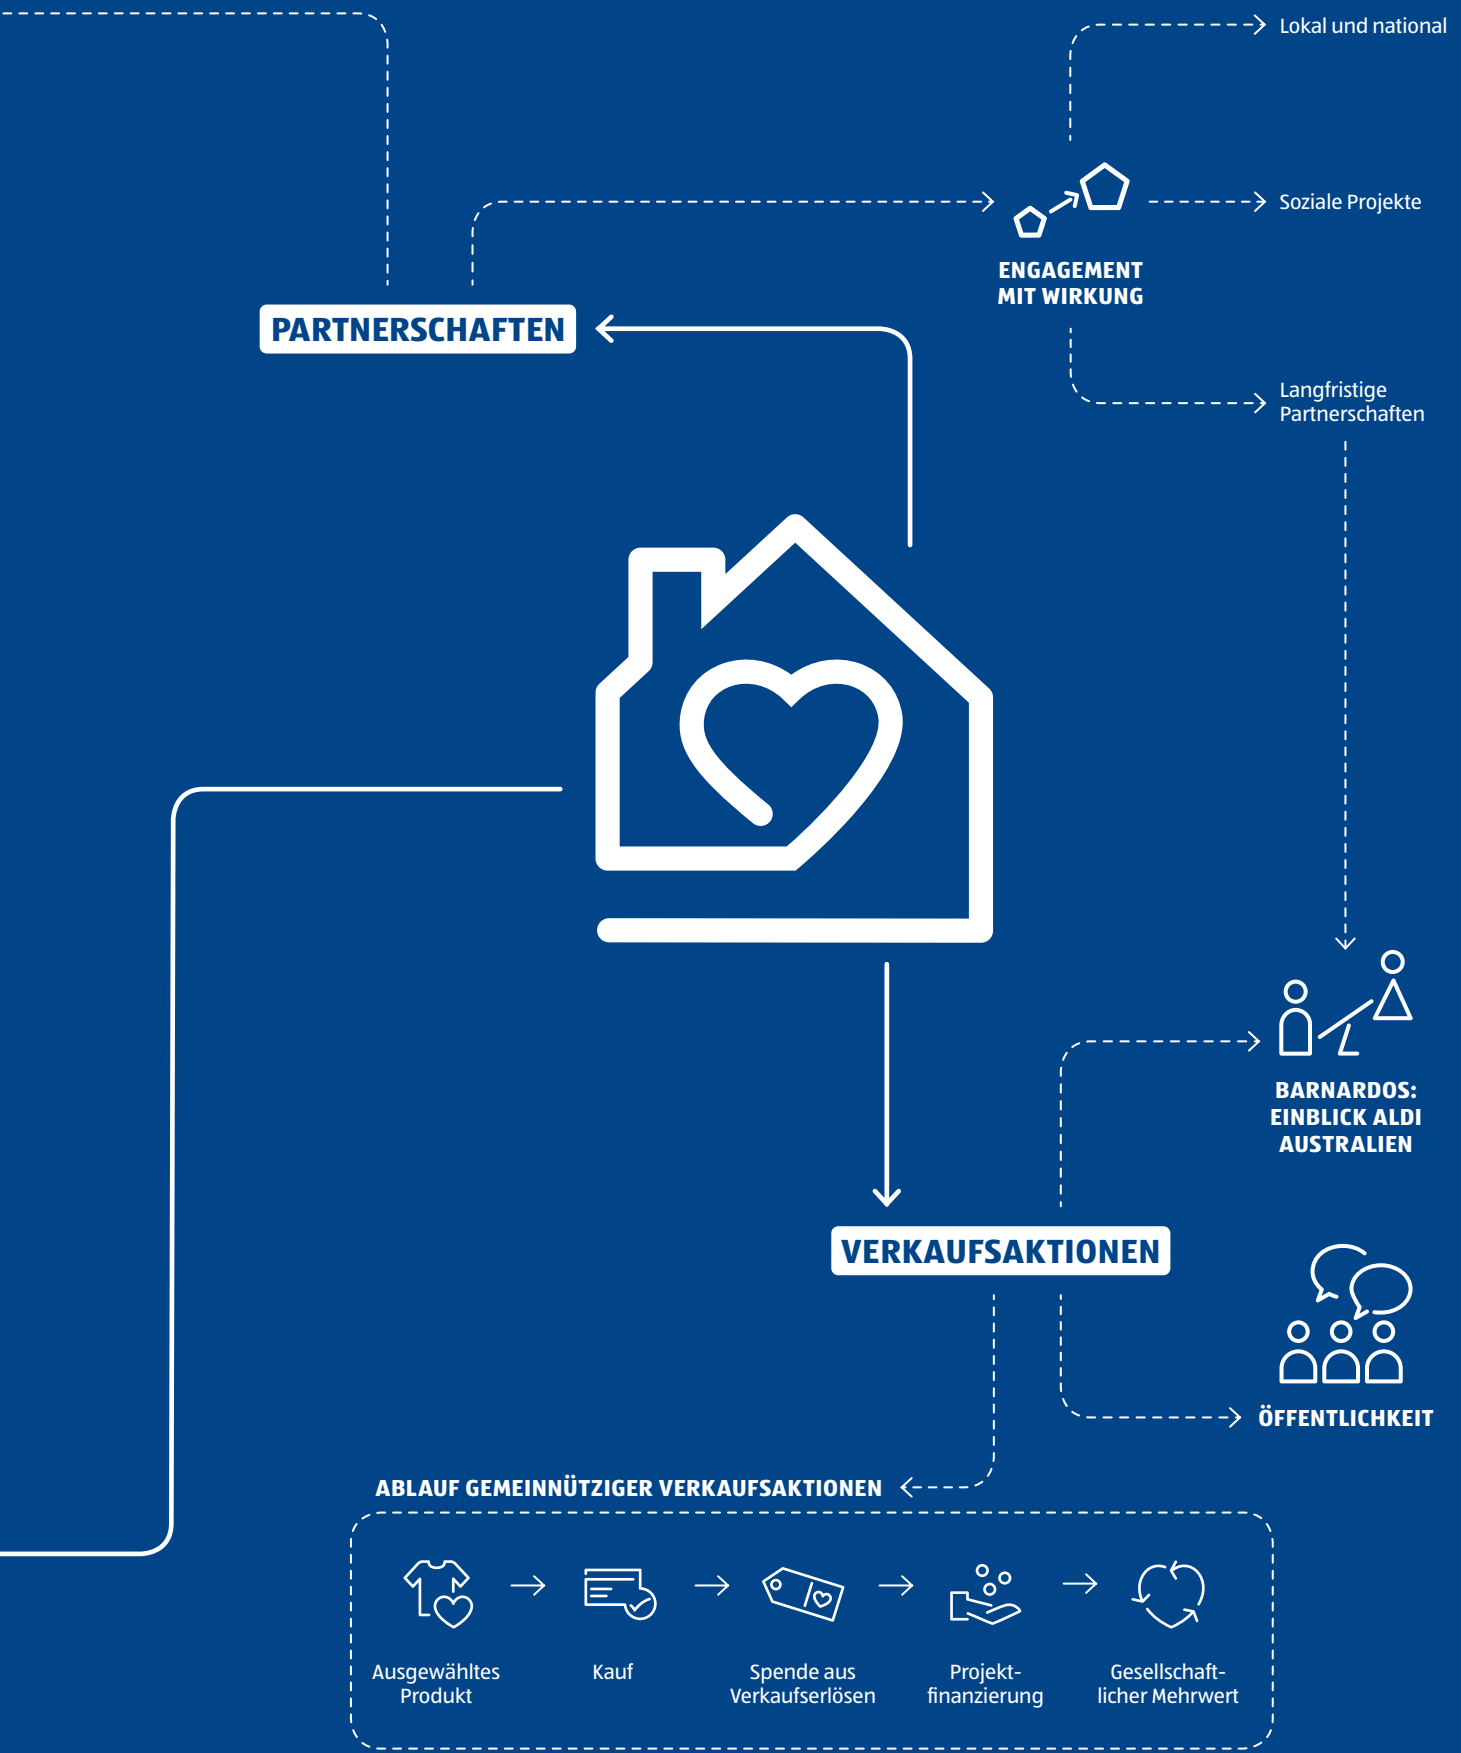 Lokal und national
Soziale Projekte
ENGAGEMENT
MIT WIRKUNG
PARTNERSCHAFTEN
Langfristige
Partnerschaften
BARNARDOS:
EINBLICK ALDI
AUSTRALIEN
VERKAUFSAKTIONEN
ÖFFENTLICHKEIT
ABLAUF GEMEINNÜTZIGER VERKAUFSAKTIONEN
Ausgewähltes
Produkt
Kauf
Spende aus
Verkaufserlösen
Projekt-
finanzierung
Gesellschaft-
licher Mehrwert